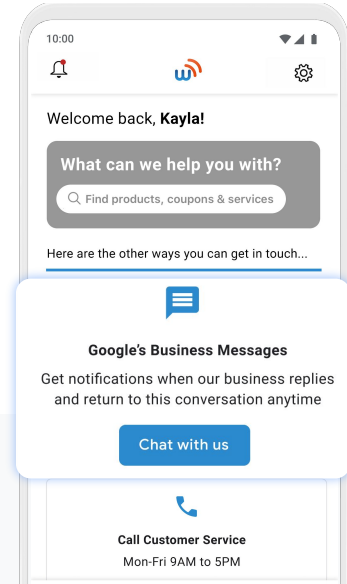 10:00
w
Welcome back, Kayla!
What can we help you with?
Find products, coupons & services
Here are the other ways you can get in touch...
Google's Business Messages
Get notifications when our business replies
and return to this conversation anytime
Chat with us
Call Customer Service
Mon-Fri 9AM to 5PM